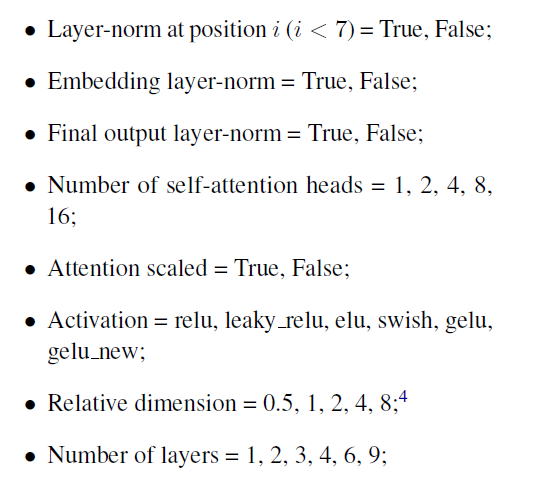 • Layer-norm at position i (i < 7) = True, False;
• Embedding layer-norm = True, False;
• Final output layer-norm = True, False;
• Number of self-attention heads = 1, 2, 4, 8,
16;
• Attention scaled = True, False;
• Activation = relu, leaky_relu, elu, swish, gelu,
gelu_new;
• Relative dimension = 0.5, 1, 2, 4, 8;4
• Number of layers = 1, 2, 3, 4, 6, 9;